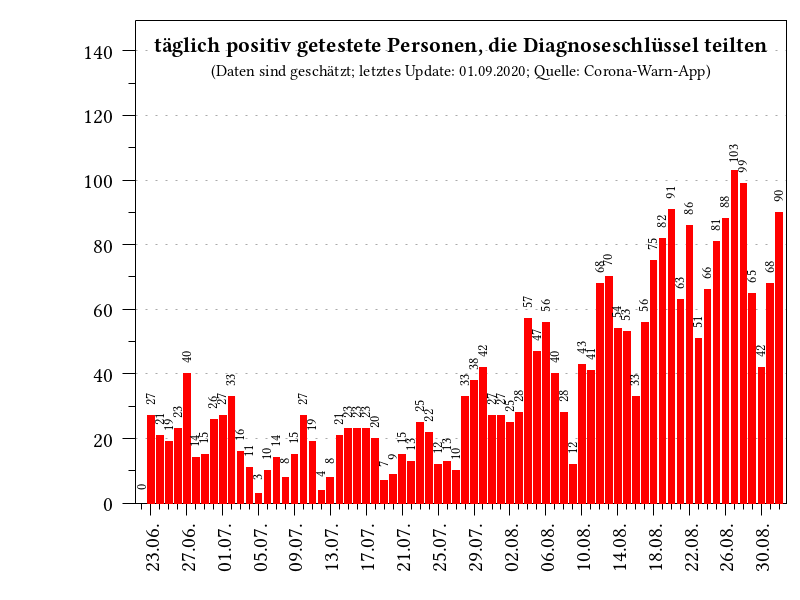 täglich positiv getestete Personen, die Diagnoseschlüssel teilten
(Daten sind geschätzt; letztes Update: 01.09.2020; Quelle: Corona-Warn-App)
140
120
100
80
60
40
20
0
0 27 21 19 23 40 14 15 26 27 33 16 11 3 10 14 8 15 27 19 4 8 21 23 23 23 20 7 9 15 13 25 22 12 13 10 33 38 42 27 27 25 28 57 47 56 40 28 12 43 41 68 70 54 53 33 56 75 82 91 63 86 51 66 81 88 103 99 65 42 68 90
23.06. 27.06. 01.07. 05.07. 09.07. 13.07. 17.07. 21.07. 25.07. 29.07. 02.08. 06.08. 10.08. 14.08. 18.08. 22.08. 26.08. 30.08.